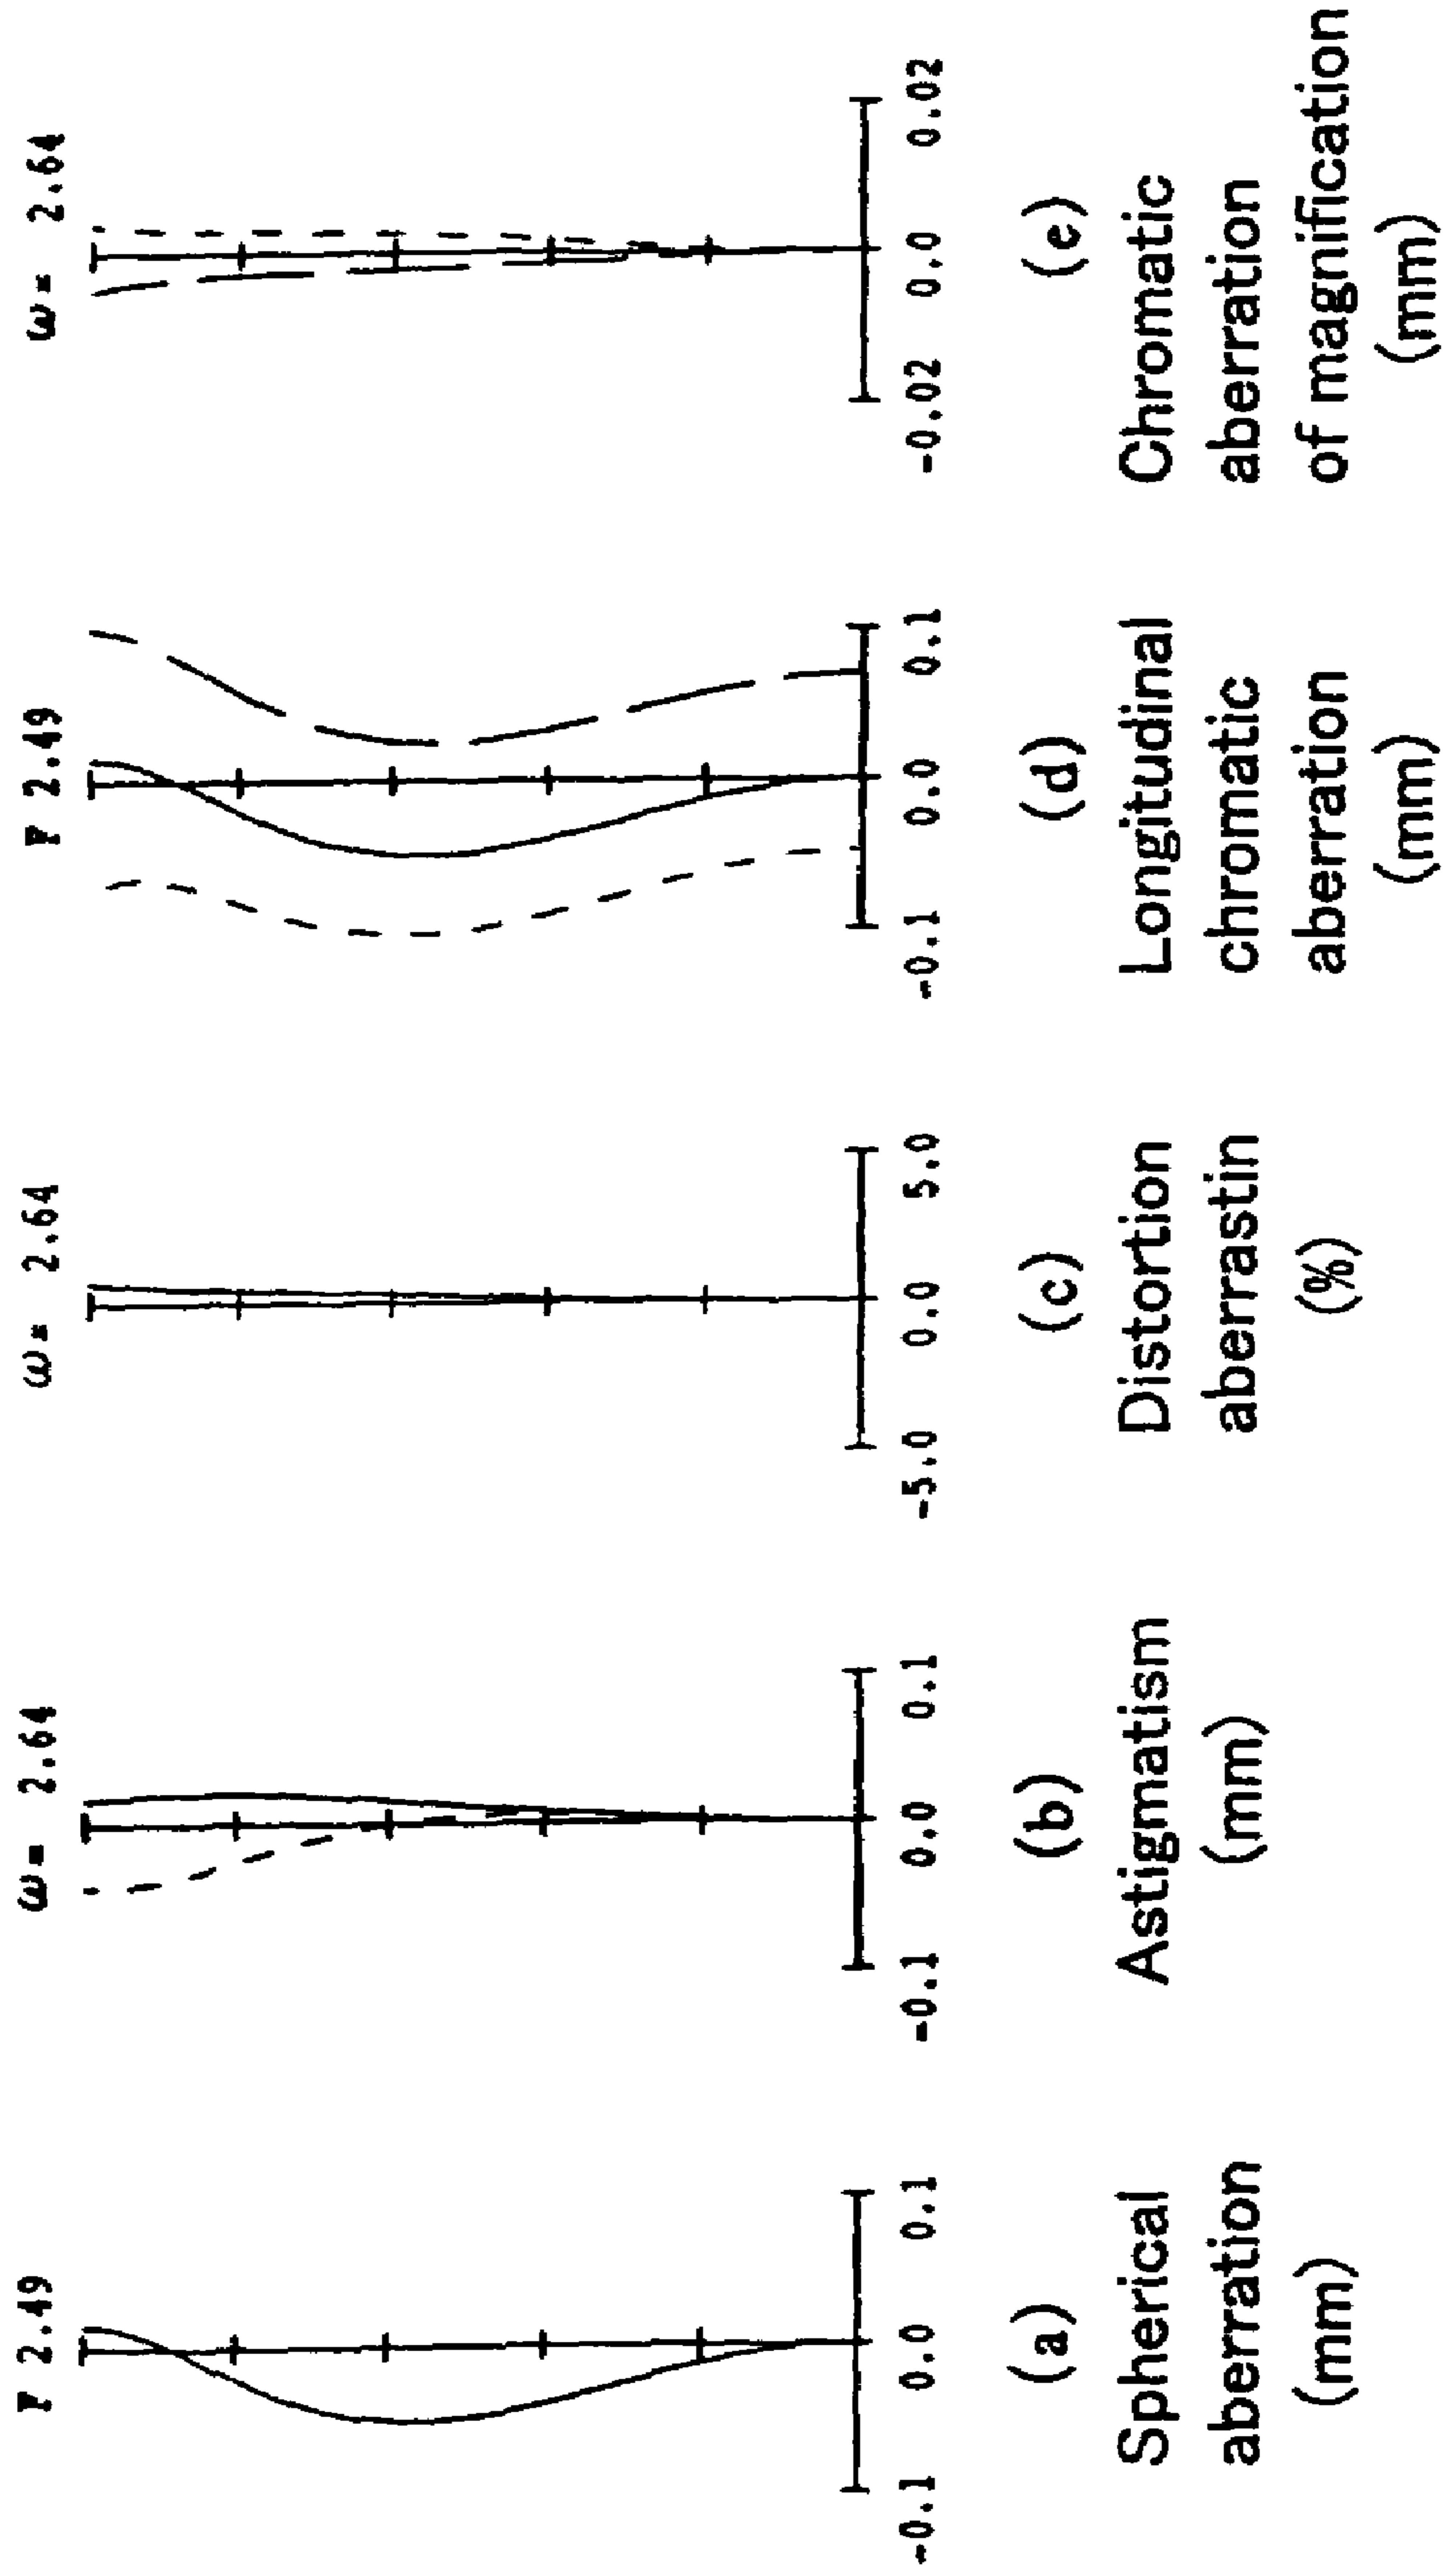 F 2.49
-0.1 0.0 0.1
(a)
Spherical
aberration
(mm)
ω= 2.64
-0.1 0.0 0.1
(b)
Astigmatism
(mm)
ω= 2.64
-5.0 0.0 5.0
(c)
Distortion
aberrastin
(%)
F 2.49
-0.1 0.0 0.1
(d)
Longitudinal
chromatic
aberration
(mm)
ω= 2.64
-0.02 0.0 0.02
(e)
Chromatic
aberration
of magnification
(mm)